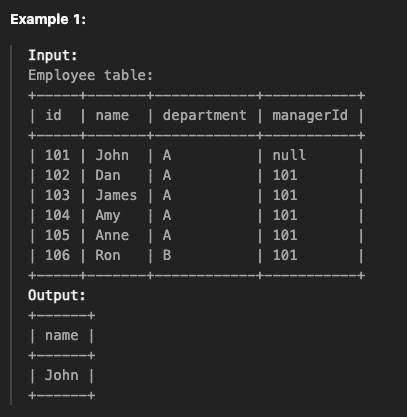 Example 1:
Input:
Employee table:
+-----+-------+------------+-----------+
| id  | name  | department | managerId |
+-----+-------+------------+-----------+
| 101 | John  | A          | null      |
| 102 | Dan   | A          | 101       |
| 103 | James | A          | 101       |
| 104 | Amy   | A          | 101       |
| 105 | Anne  | A          | 101       |
| 106 | Ron   | B          | 101       |
+-----+-------+------------+-----------+
Output:
+------+
| name |
+------+
| John |
+------+